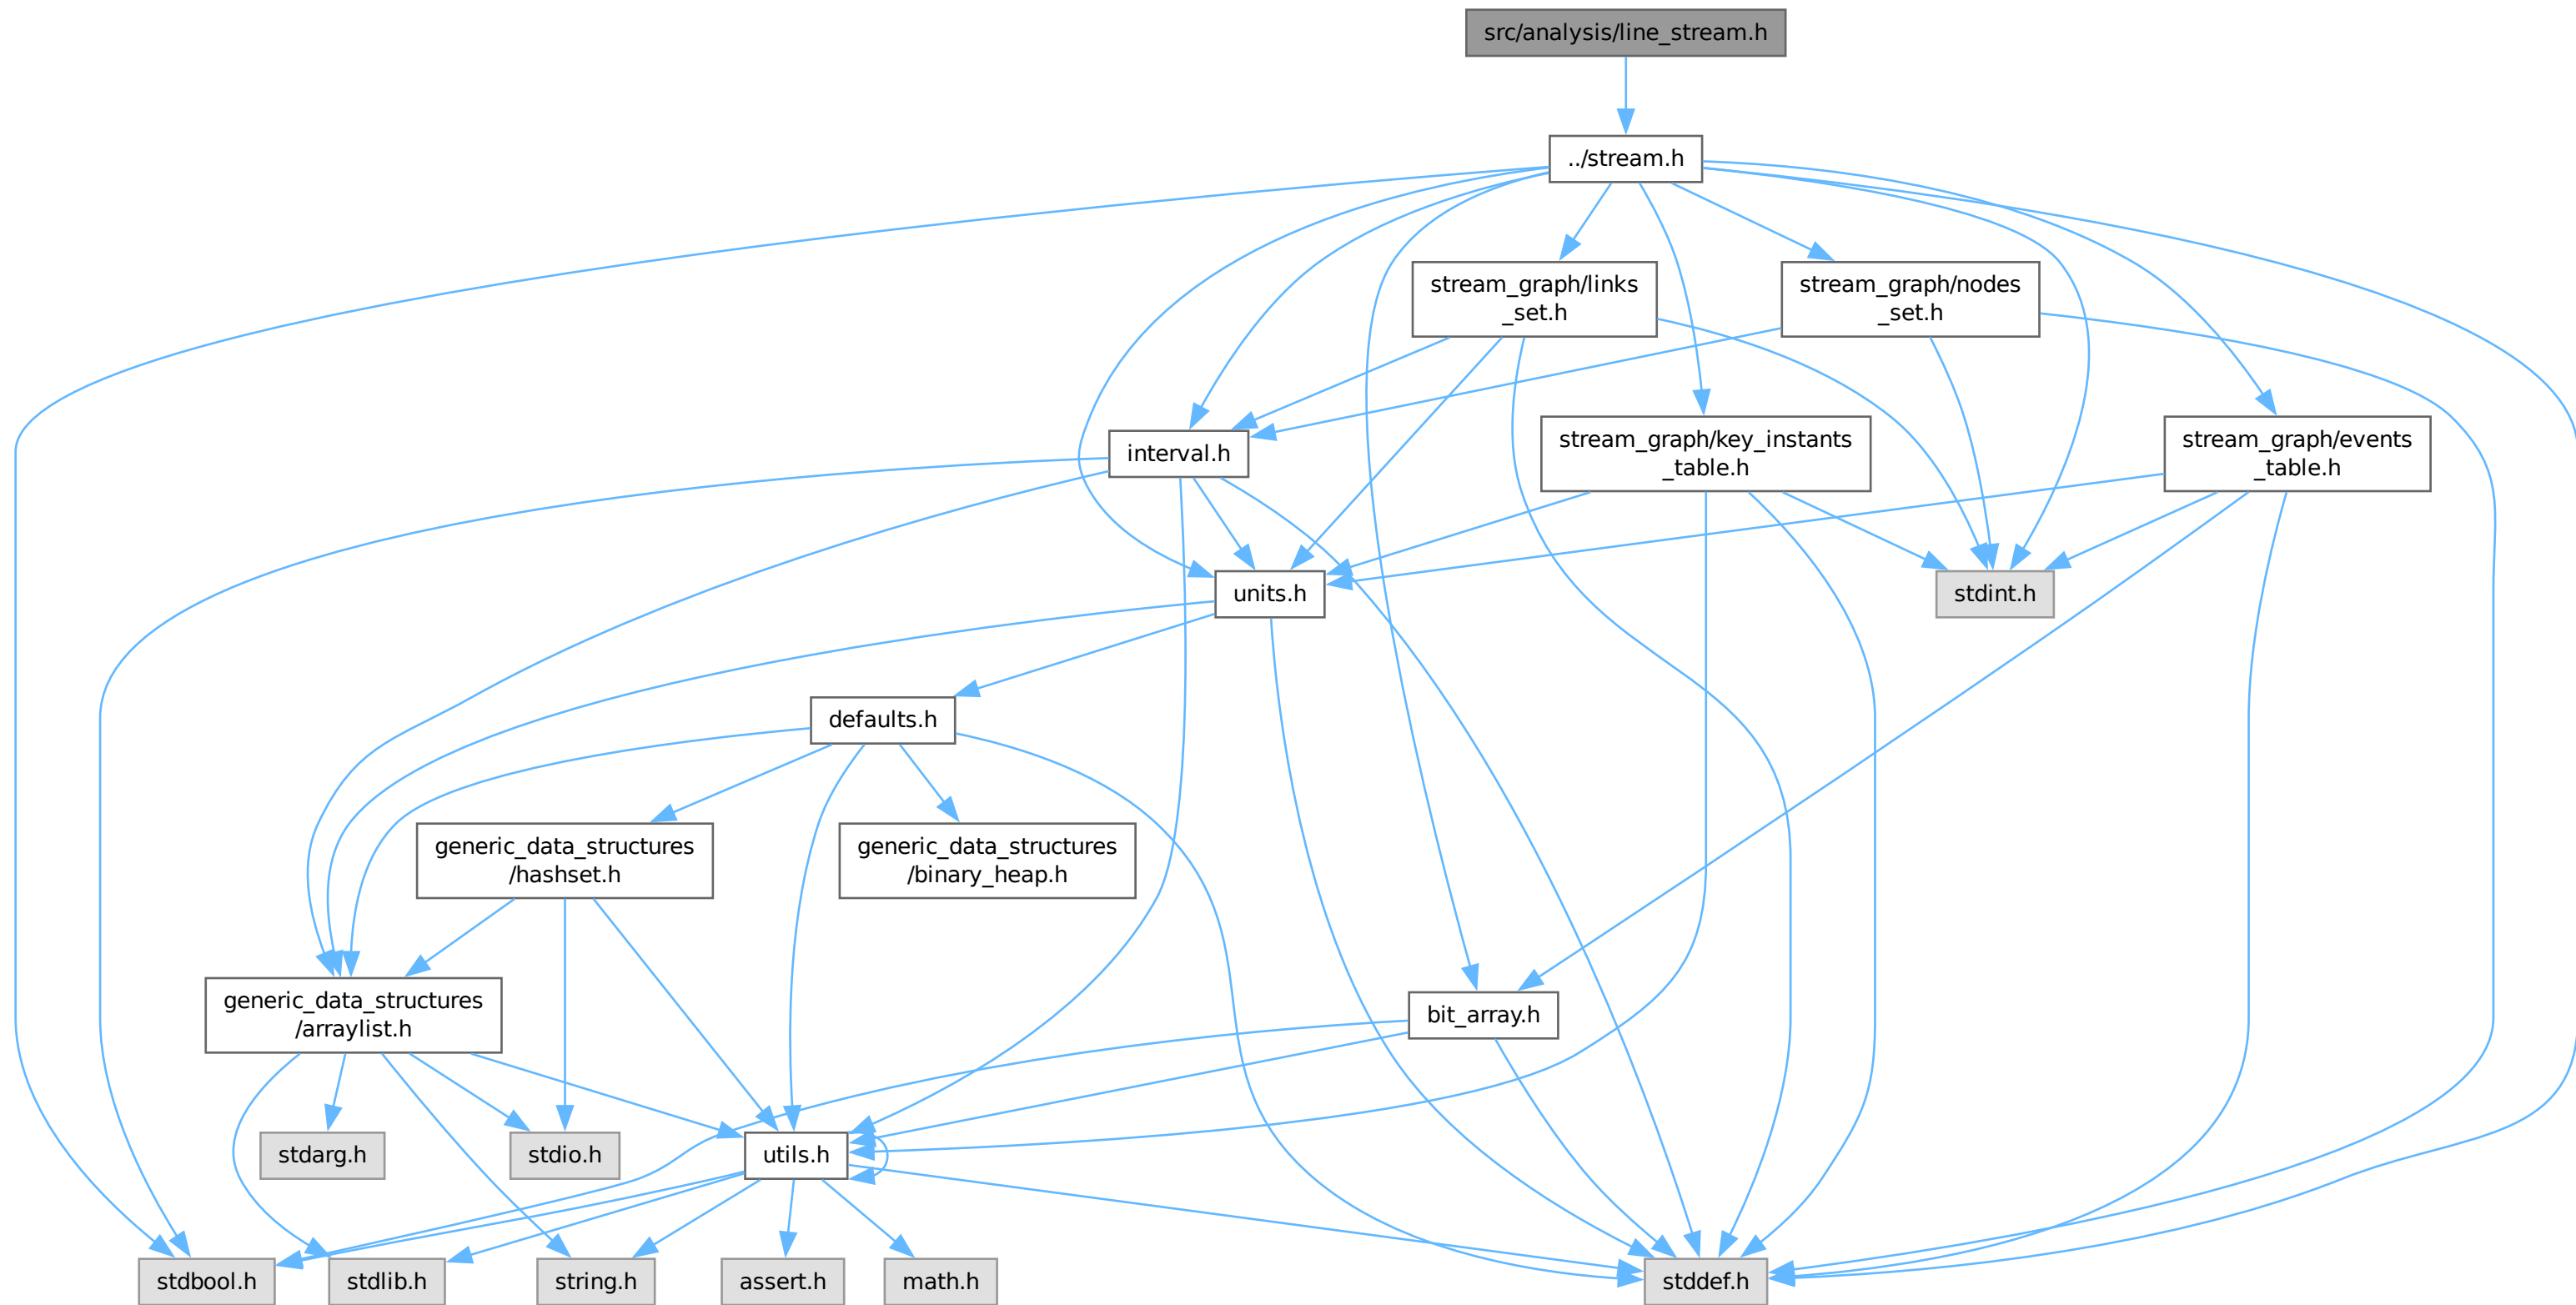 src/analysis/line_stream.h
../stream.h
stream_graph/links
_set.h
stream_graph/nodes
_set.h
interval.h
stream_graph/key_instants
_table.h
stream_graph/events
_table.h
units.h
stdint.h
defaults.h
generic_data_structures
/hashset.h
generic_data_structures
/binary_heap.h
generic_data_structures
/arraylist.h
bit_array.h
stdarg.h
stdio.h
utils.h
stdbool.h
stdlib.h
string.h
assert.h
math.h
stddef.h